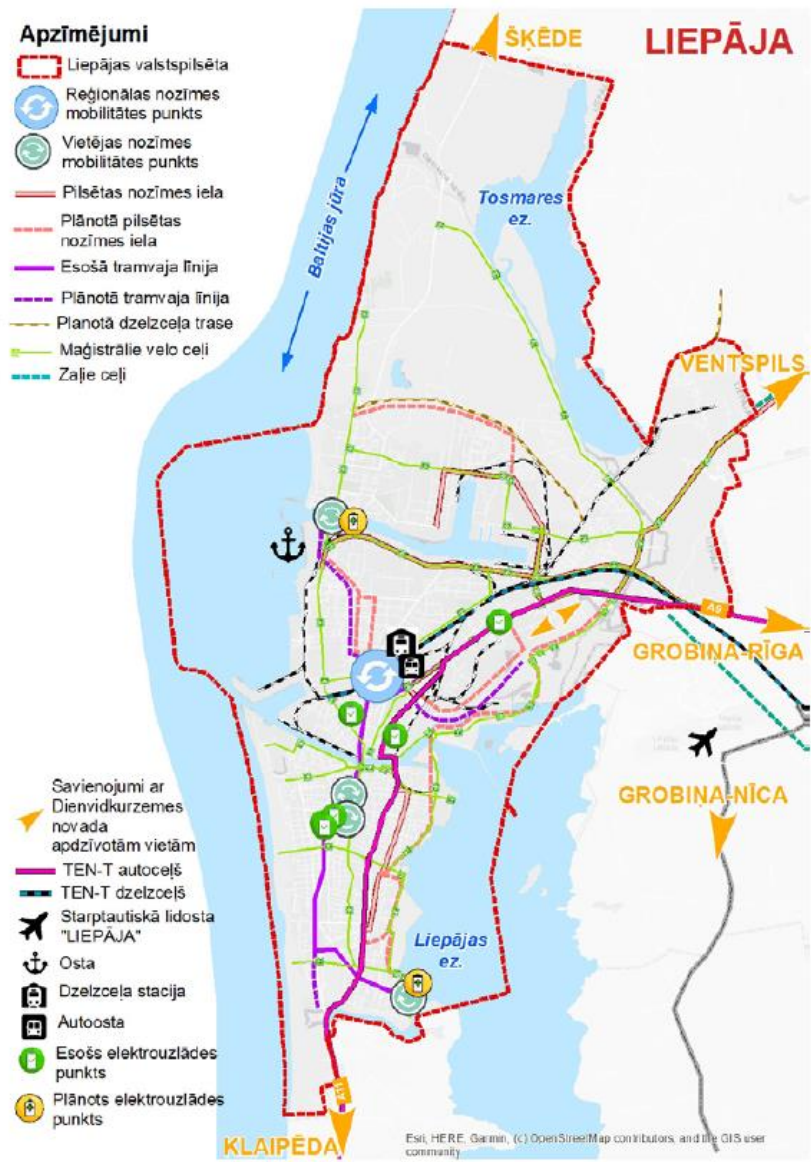 Apzīmējumi
Liepājas valstspilsēta
Reģionālas nozīmes
mobilitātes punkts
Vietējas nozīmes
mobilitātes punkts
Pilsētas nozīmes iela
Plānotā pilsētas
nozīmes iela
Esošā tramvaja līnija
Plānotā tramvaja līnija
Planotā dzelzceļa trase
Maģistrālie velo ceļi
Zaļie ceļi
ŠĶĒDE
LIEPĀJA
Baltijas jūra
Tosmares
ez.
VENTSPILS
A9
GROBIŅA-RĪGA
GROBIŅA-NĪCA
Liepājas
ez.
Savienojumi ar
Dienvidkurzemes
novada
apdzīvotām vietām
TEN-T autoceļš
TEN-T dzelzceļš
Starptautiskā lidosta
"LIEPĀJA"
Osta
Dzelzceļa stacija
Autoosta
Esošs elektrouzlādes
punkts
Plānots elektrouzlādes
punkts
A11
KLAIPĒDA
Esri, HERE, Garmin, (c) OpenStreetMap contributors, and the GIS user
community